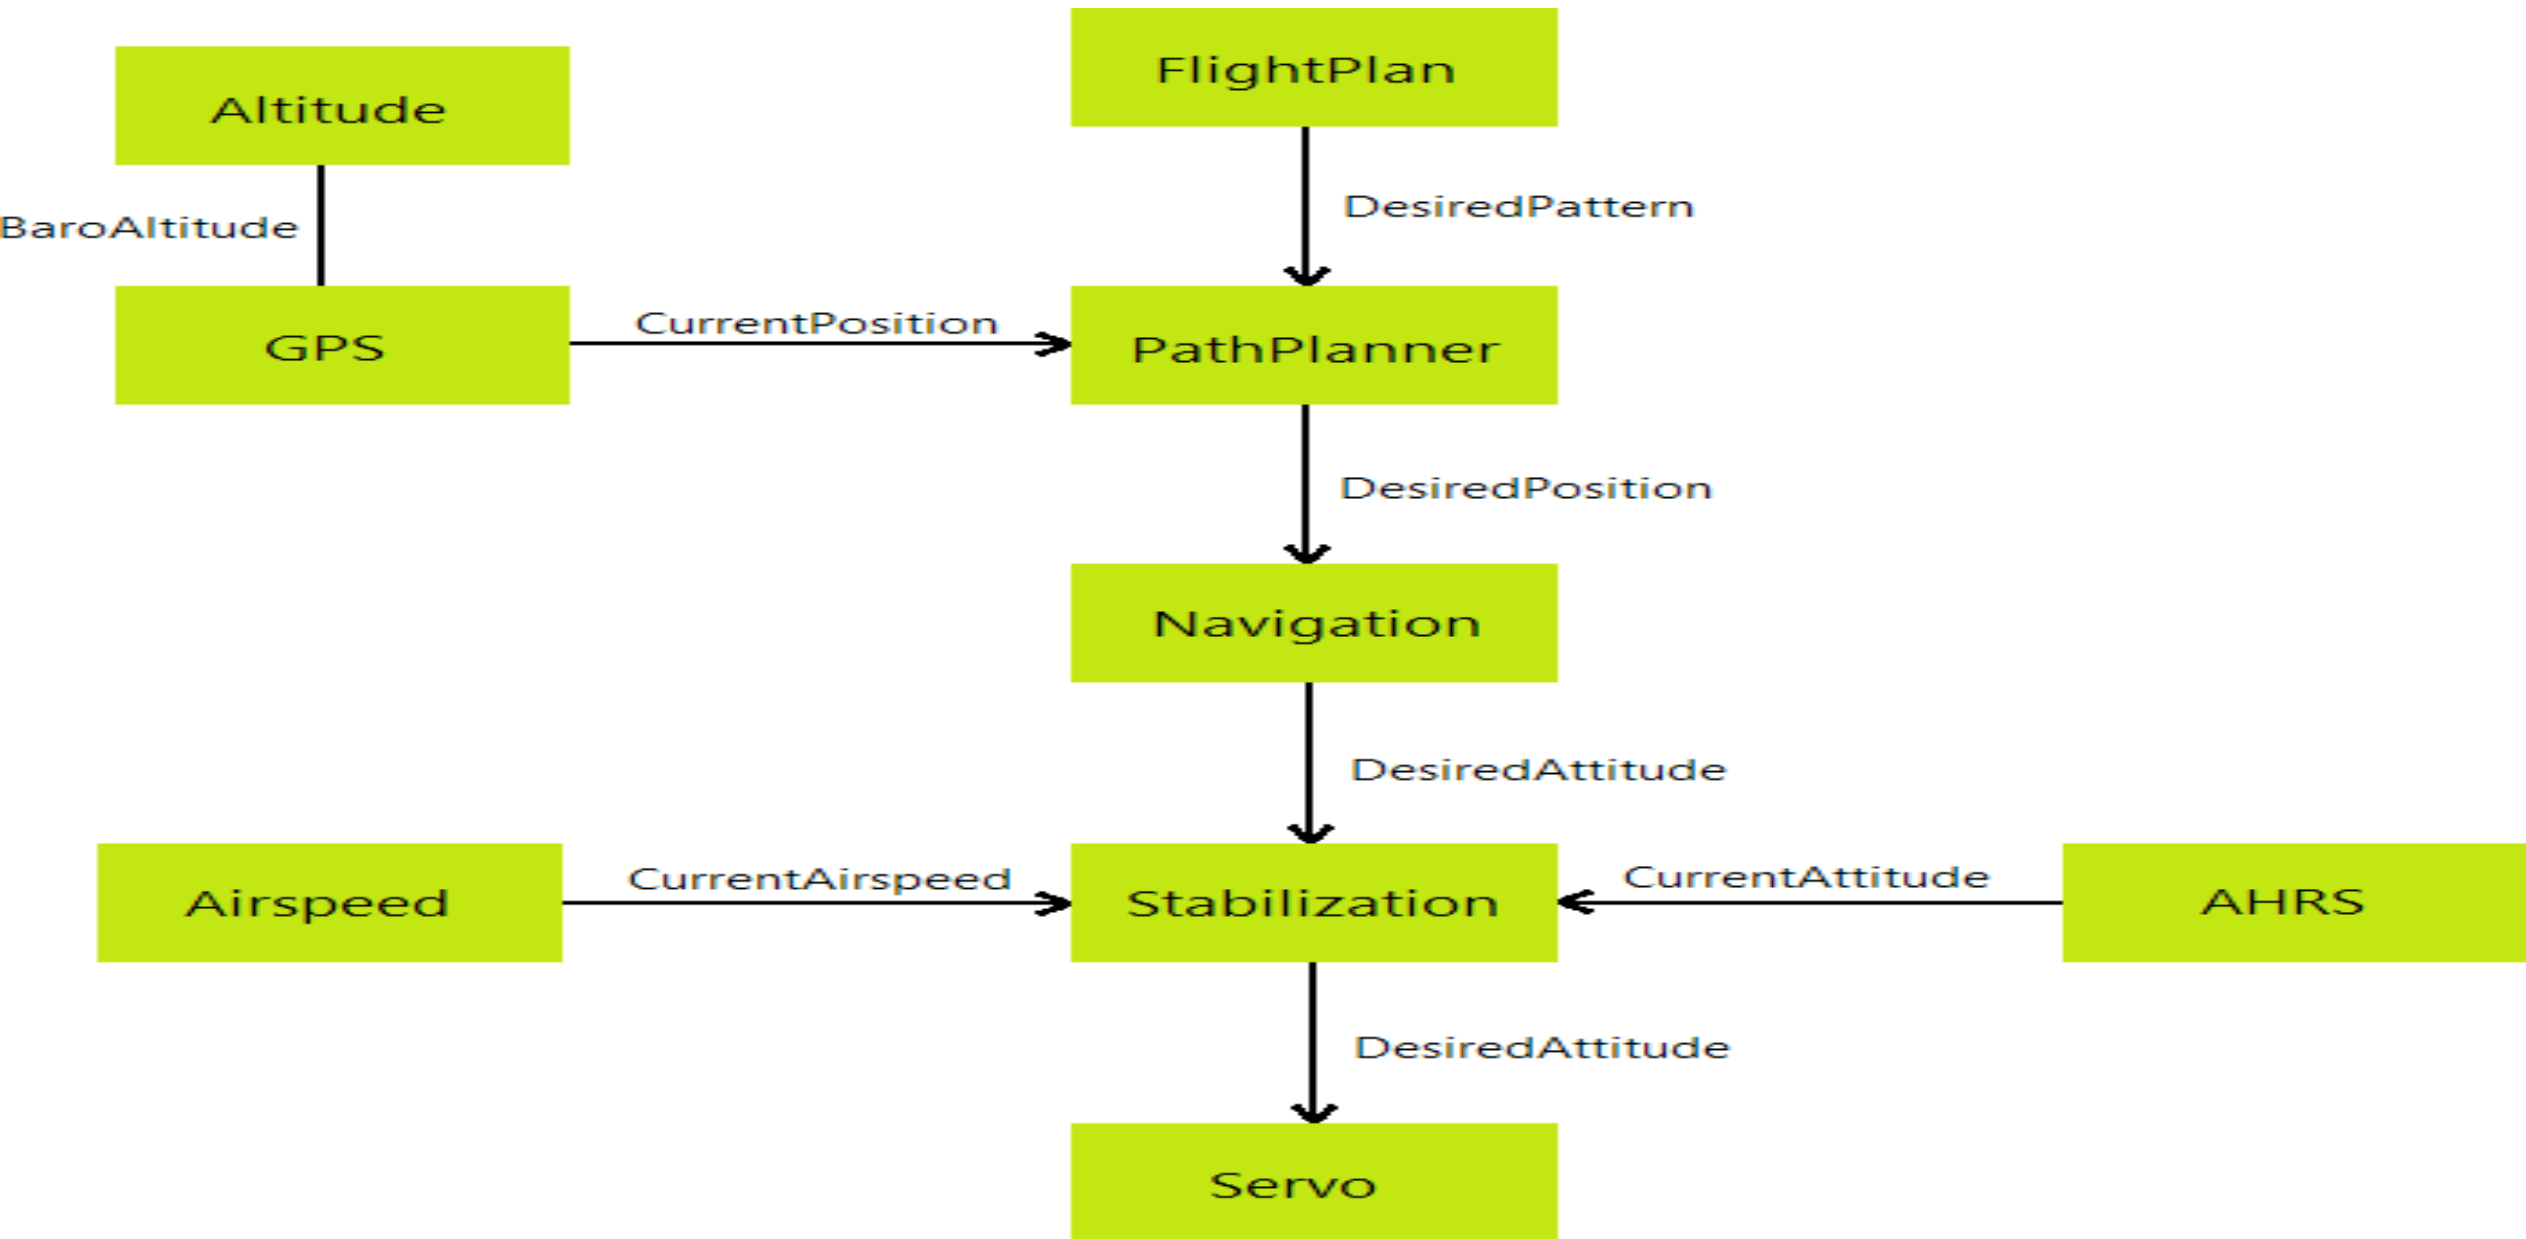 FlightPlan
Altitude
DesiredPattern
BaroAltitude
CurrentPosition
GPS
PathPlanner
DesiredPosition
Navigation
DesiredAttitude
CurrentAirspeed
CurrentAttitude
Airspeed
Stabilization
AHRS
DesiredAttitude
Servo